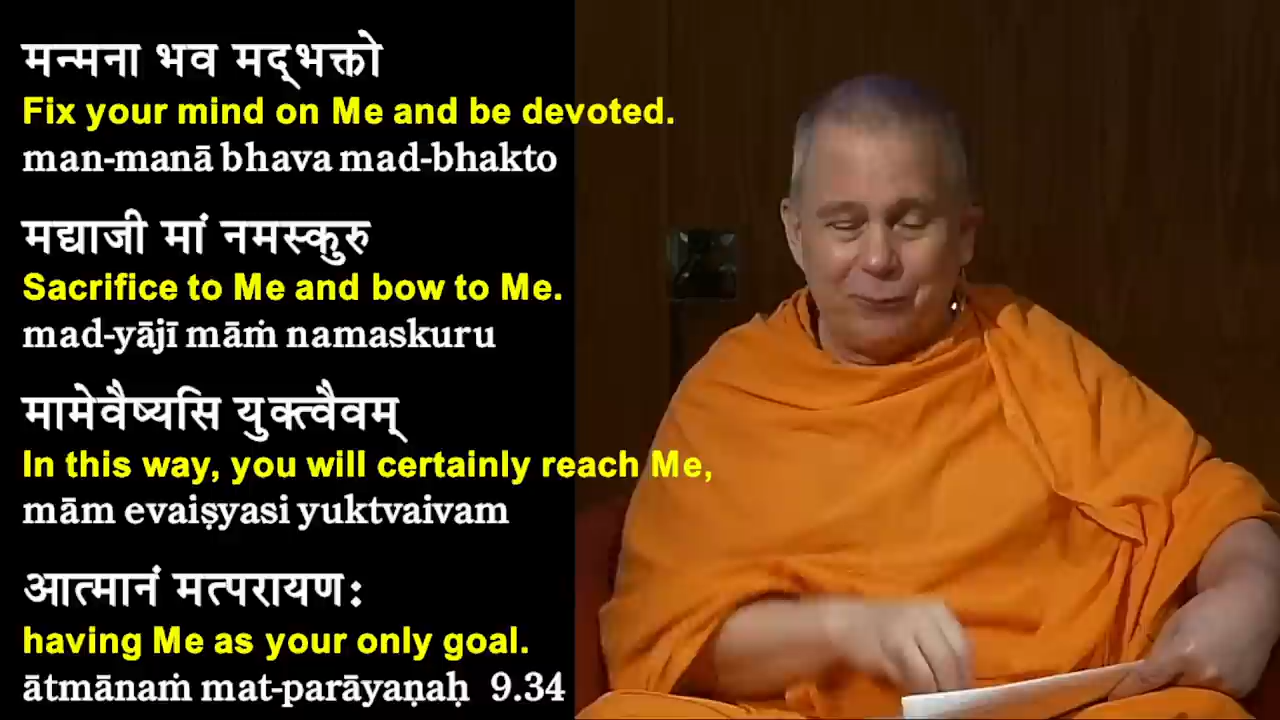 मन्मना भव मद्भक्तो
Fix your mind on Me and be devoted.
man-manā bhava mad-bhakto
मद्याजी मां नमस्कुरु
Sacrifice to Me and bow to Me.
mad-yājī māṁ namaskuru
मामेवैष्यसि युक्त्वैवम्
In this way, you will certainly reach Me,
mām evaiṣyasi yuktvaivam
आत्मानं मत्परायणः
having Me as your only goal.
ātmānaṁ mat-parāyaṇaḥ 9.34